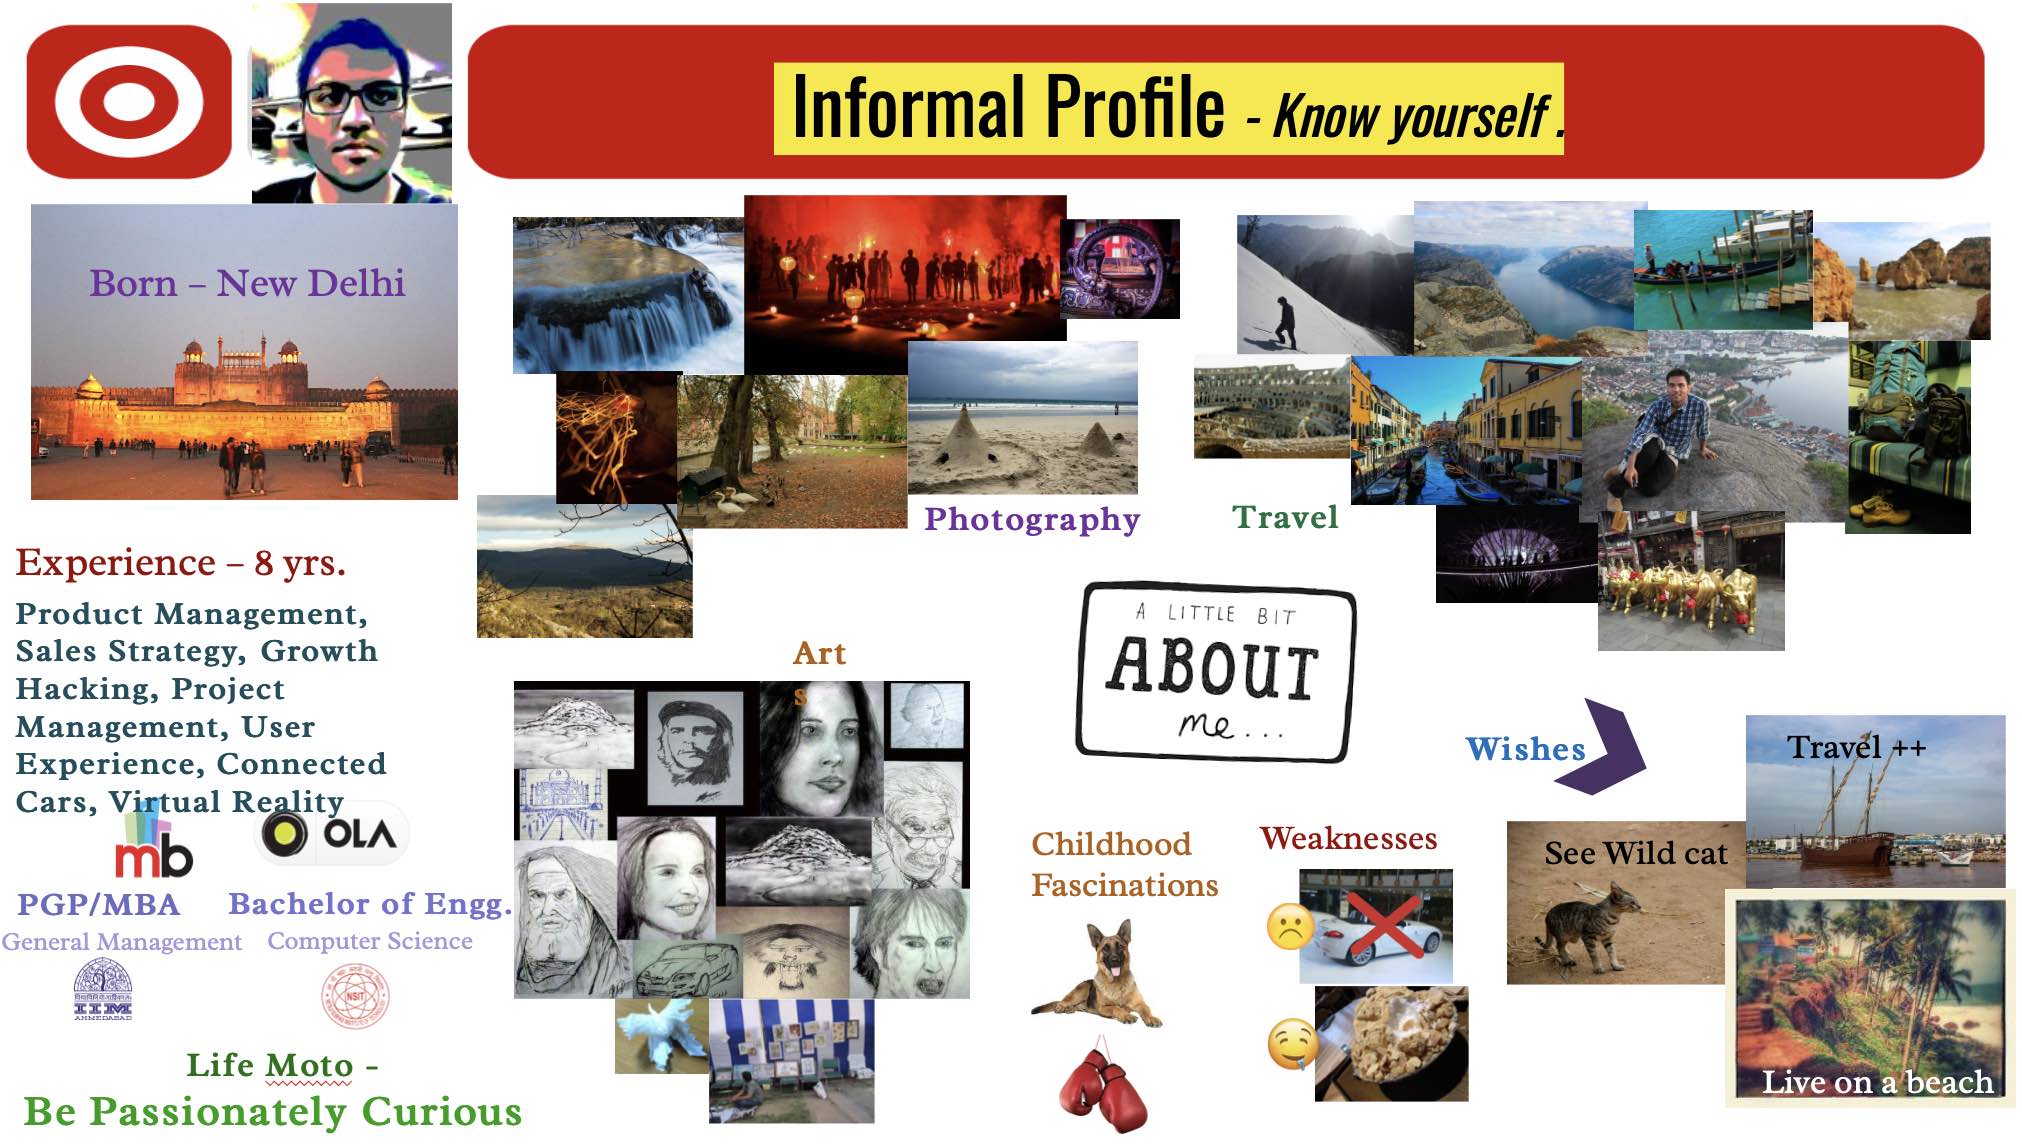 Informal Profile - Know yourself .
Born – New Delhi
Experience – 8 yrs.
Product Management,
Sales Strategy, Growth
Hacking, Project
Management, User
Experience, Connected
Cars, Virtual Reality
mb
OLA
PGP/MBA
Bachelor of Engg.
General Management
Computer Science
IIM
AHMEDABAD
NSIT
Life Moto -
Be Passionately Curious
Photography
Travel
Art
s
A LITTLE BIT
ABOUT
me...
Childhood
Fascinations
Weaknesses
Wishes
Travel ++
See Wild cat
Live on a beach